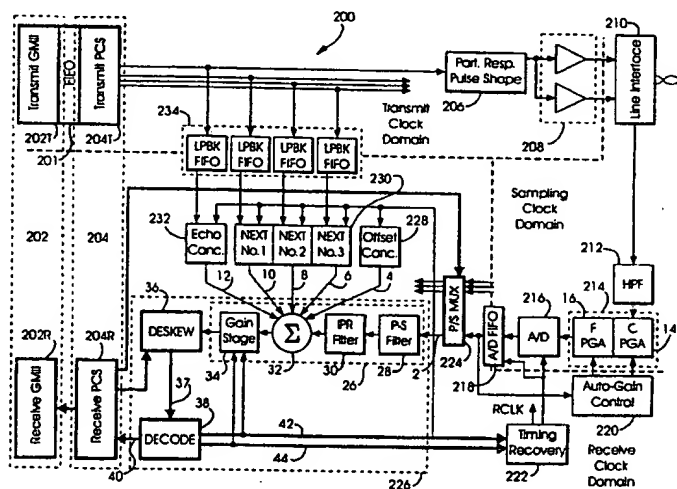 200
210
Transmit GMII
FIFO
Transmit PCS
Part. Resp.
Pulse Shape
206
Line Interface
208
Transmit
Clock
Domain
202T
201
204T
234
LPBK
FIFO
LPBK
FIFO
LPBK
FIFO
LPBK
FIFO
230
Sampling
Clock
Domain
202
204
232
Echo
Canc.
NEXT
No.1
NEXT
No.2
NEXT
No.3
Offset
Canc.
228
212
HPF
12
10
8
6
4
214
36
16
216
P/S MUX
F
PGA
C
PGA
14
202R
204R
DESKEW
Gain
Stage
Σ
IPR
Filter
P-S
Filter
A/D FIFO
A/D
224
218
34
32
30
28
26
2
37
38
Auto-Gain
Control
220
Receive GMII
Receive PCS
DECODE
42
44
RCLK
Timing
Recovery
222
Receive
Clock
Domain
40
226